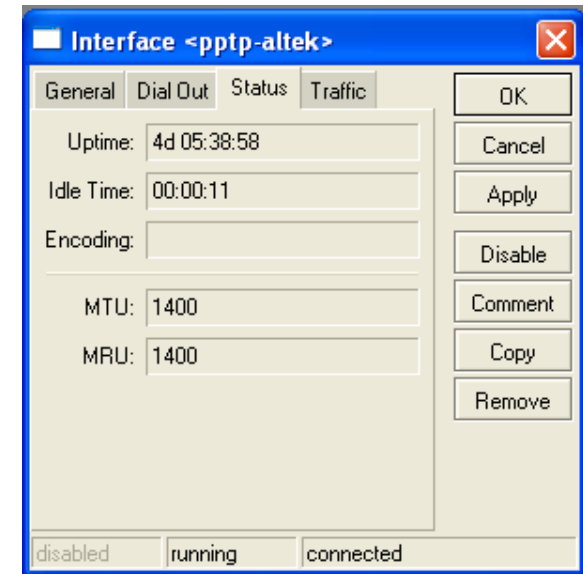 Interface <pptp-altek>
General Dial Out Status Traffic
Uptime: 4d 05:38:58
Idle Time: 00:00:11
Encoding:
MTU: 1400
MRU: 1400
OK
Cancel
Apply
Disable
Comment
Copy
Remove
disabled running connected